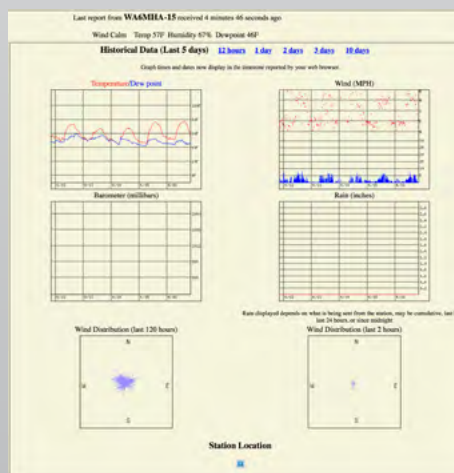 Last report from WA6MHA-15 received 4 minutes 46 seconds ago
Wind Calm Temp 57F Humidity 67% Dewpoint 46F
Historical Data (Last 5 days) 12 hours 1 day 2 days 3 days 10 days
Graph times and dates now display in the timezone reported by your web browser.
Temperature/Dew point
Wind (MPH)
Barometer (millibars)
Rain (inches)
Rain displayed depends on what is being sent from the station, may be cumulative, last
last 24 hours, or since midnight
Wind Distribution (last 120 hours)
Wind Distribution (last 2 hours)
N
W E
S
N
W E
S
Station Location